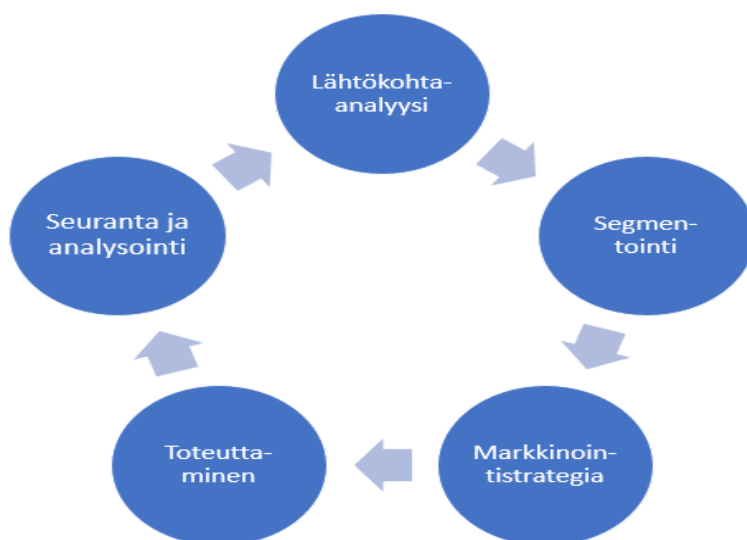 Lähtökohta-
analyysi
Segmen-
tointi
Markkinoin-
tistrategia
Toteutta-
minen
Seuranta ja
analysointi